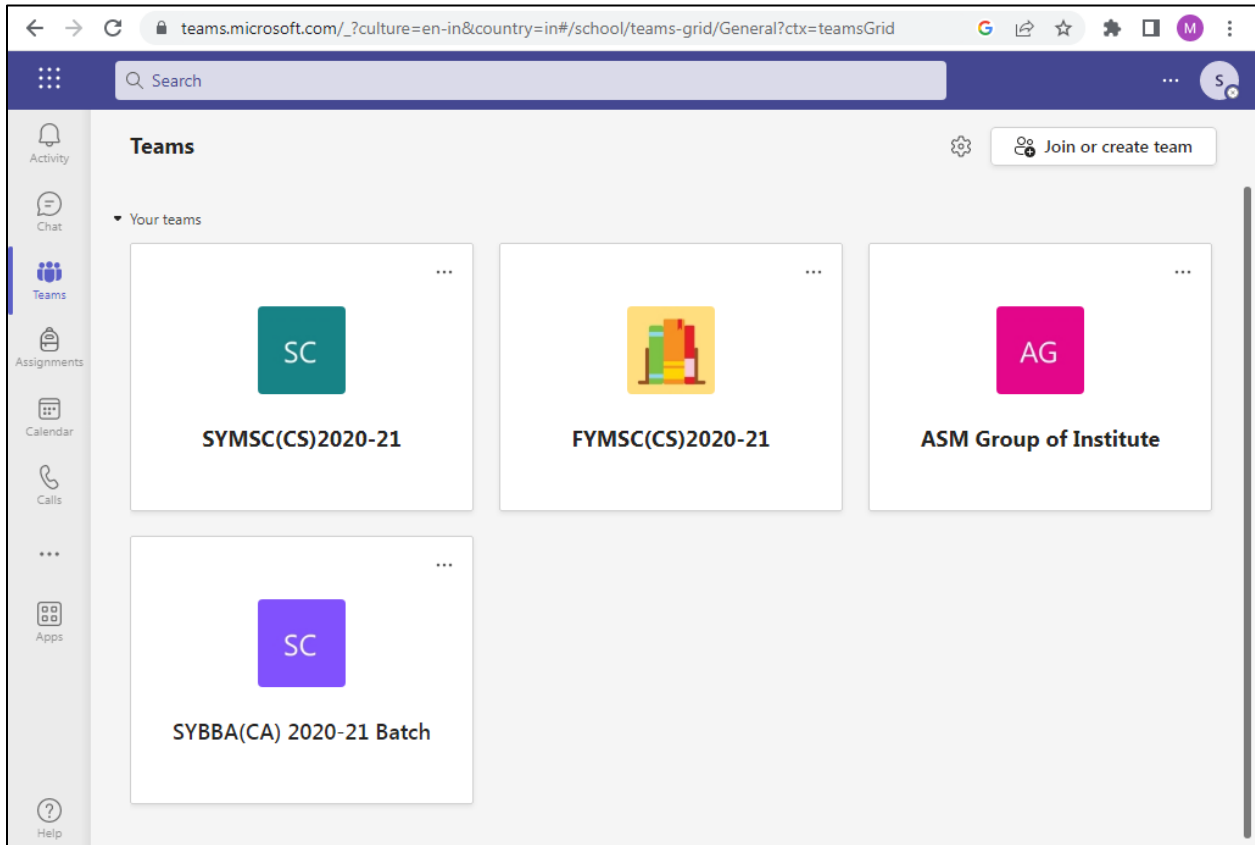 teams.microsoft.com/_?culture=en-in&country=in#/school/teams-grid/General?ctx=teamsGrid
G
M
Search
S
Activity
Chat
Teams
Assignments
Calendar
Calls
Apps
Help
Teams
Join or create team
Your teams
SC
SYMSC(CS)2020-21
FYMSC(CS)2020-21
AG
ASM Group of Institute
SC
SYBBA(CA) 2020-21 Batch